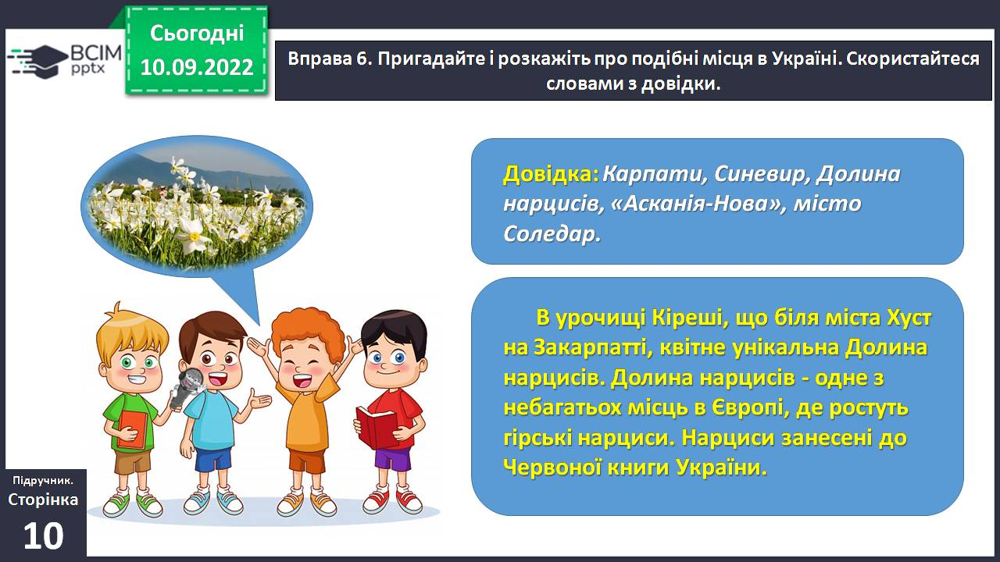 Сьогодні
10.09.2022
ВСІМ
pptx
Вправа 6. Пригадайте і розкажіть про подібні місця в Україні. Скористайтеся
словами з довідки.
Довідка: Карпати, Синевир, Долина
нарцисів, «Асканія-Нова», місто
Соледар.
В урочищі Кіреші, що біля міста Хуст
на Закарпатті, квітне унікальна Долина
нарцисів. Долина нарцисів - одне з
небагатьох місць в Європі, де ростуть
гірські нарциси. Нарциси занесені до
Червоної книги України.
Підручник.
Сторінка
10